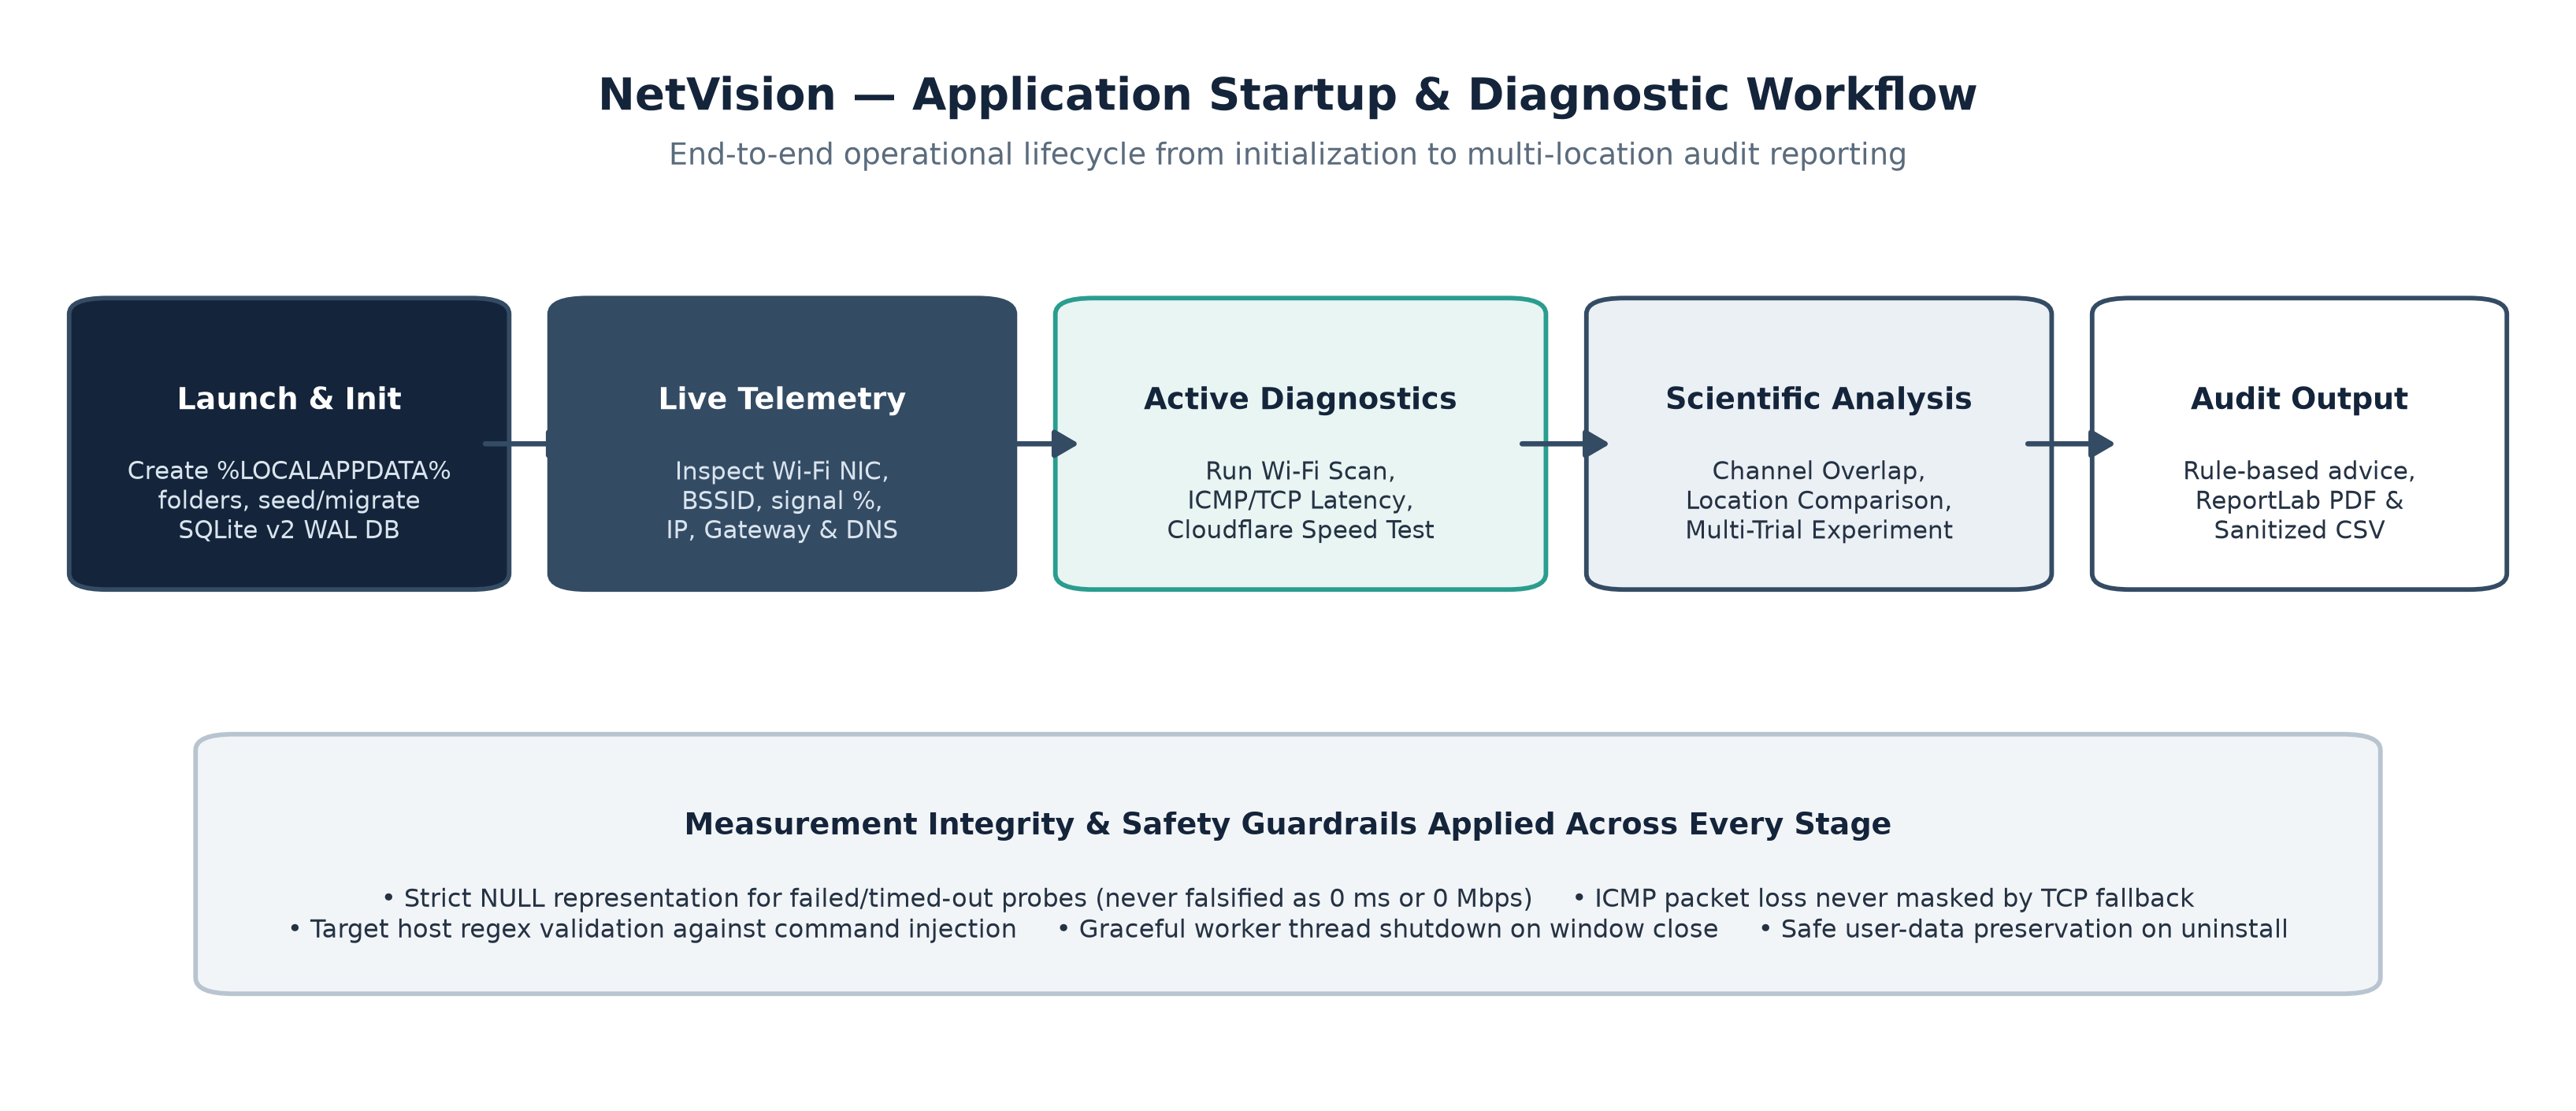 NetVision — Application Startup & Diagnostic Workflow
End-to-end operational lifecycle from initialization to multi-location audit reporting
Launch & Init
Create %LOCALAPPDATA%
folders, seed/migrate
SQLite v2 WAL DB
Live Telemetry
Inspect Wi-Fi NIC,
BSSID, signal %,
IP, Gateway & DNS
Active Diagnostics
Run Wi-Fi Scan,
ICMP/TCP Latency,
Cloudflare Speed Test
Scientific Analysis
Channel Overlap,
Location Comparison,
Multi-Trial Experiment
Audit Output
Rule-based advice,
ReportLab PDF &
Sanitized CSV
Measurement Integrity & Safety Guardrails Applied Across Every Stage
• Strict NULL representation for failed/timed-out probes (never falsified as 0 ms or 0 Mbps) • ICMP packet loss never masked by TCP fallback
• Target host regex validation against command injection • Graceful worker thread shutdown on window close • Safe user-data preservation on uninstall